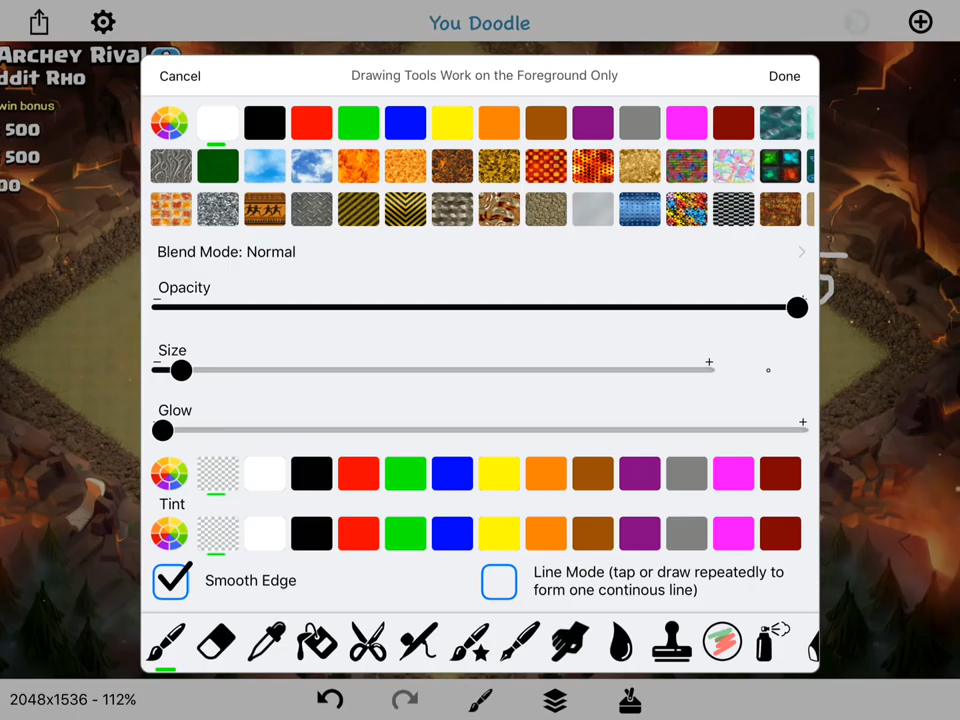 You Doodle
Archey Rival
ddit Rho
win bonus
500
500
00
Cancel
Drawing Tools Work on the Foreground Only
Done
Blend Mode: Normal
Opacity
Size
Glow
Tint
Smooth Edge
Line Mode (tap or draw repeatedly to
form one continous line)
2048x1536 - 112%